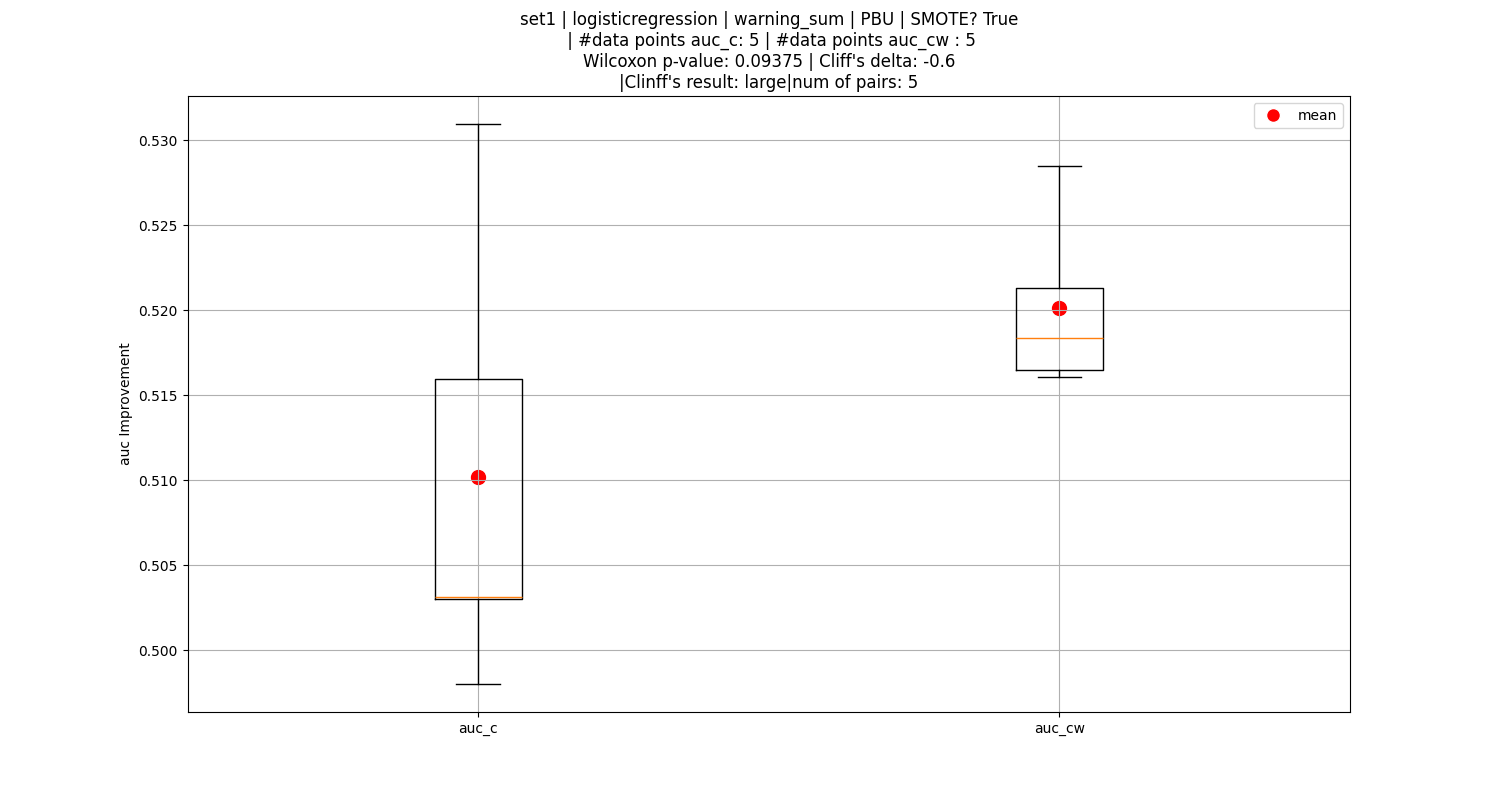 set1 | logisticregression | warning_sum | PBU | SMOTE? True
| #data points auc_c: 5 | #data points auc_cw : 5
Wilcoxon p-value: 0.09375 | Cliff's delta: -0.6
|Clinff's result: large|num of pairs: 5
mean
0.530
0.525
0.520
0.515
0.510
0.505
0.500
auc Improvement
auc_c
auc_cw